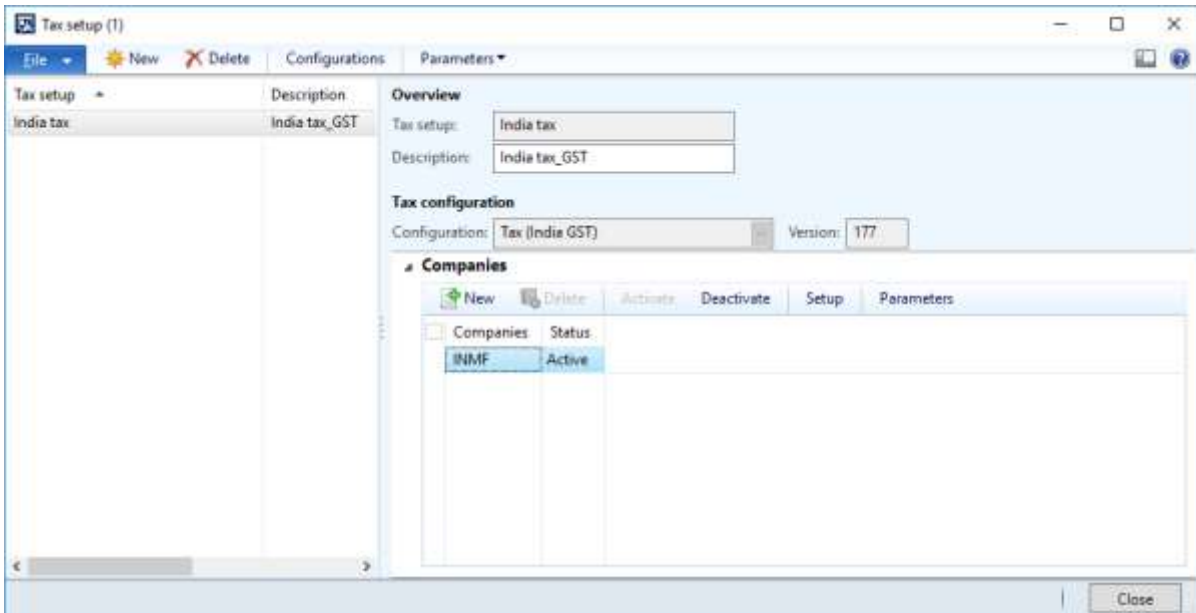 Tax setup (1)
File New Delete Configurations Parameters
Tax setup Description
India tax India tax_GST
Overview
Tax setup: India tax
Description: India tax_GST
Tax configuration
Configuration: Tax (India GST) Version: 177
Companies
New Delete Activate Deactivate Setup Parameters
Companies Status
INMF Active
Close